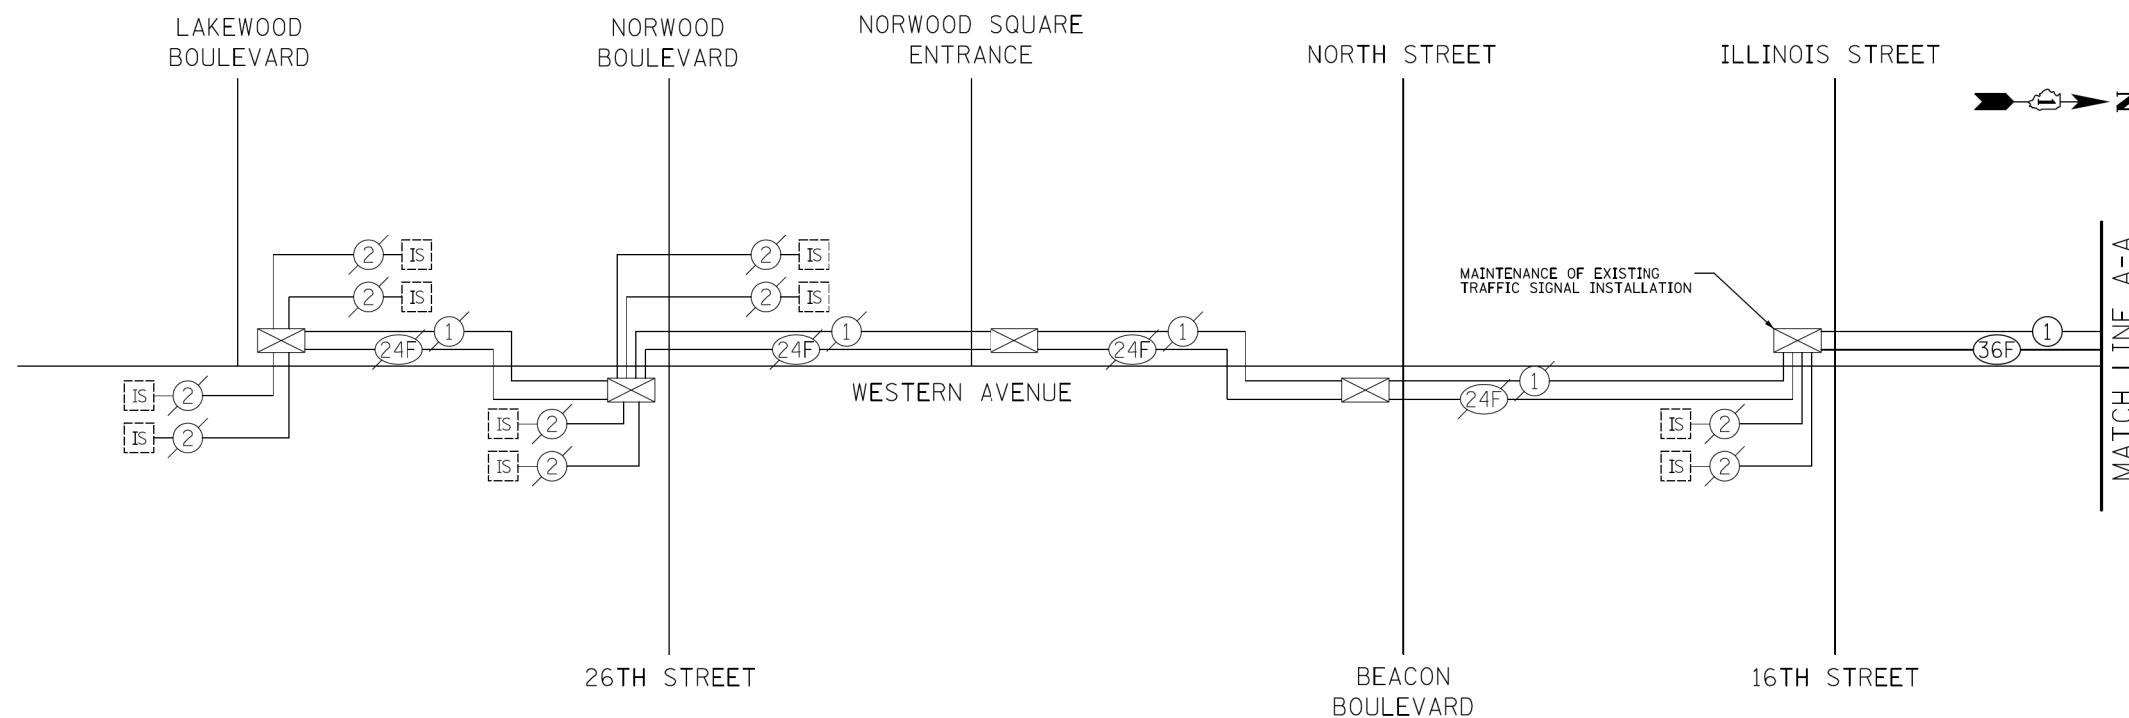 LAKEWOOD
BOULEVARD
NORWOOD
BOULEVARD
NORWOOD SQUARE
ENTRANCE
NORTH STREET
ILLINOIS STREET
N
2
IS
2
IS
1
24F
IS
2
IS
2
2
IS
2
IS
1
24F
IS
2
IS
2
1
24F
WESTERN AVENUE
1
24F
MAINTENANCE OF EXISTING
TRAFFIC SIGNAL INSTALLATION
IS
2
IS
2
1
36F
MATCH LINE A-A
26TH STREET
BEACON
BOULEVARD
16TH STREET